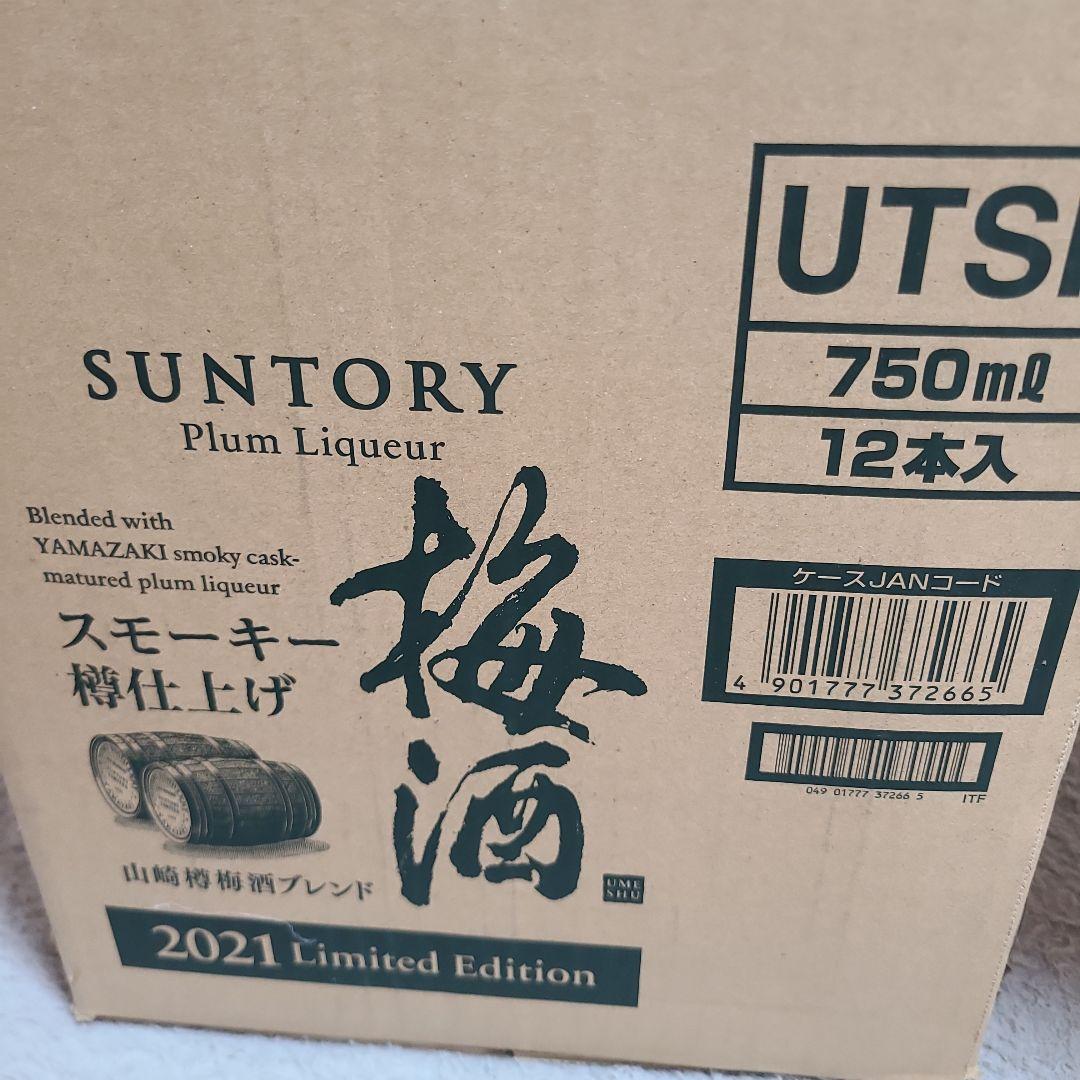 SUNTORY
Plum Liqueur
Blended with
YAMAZAKI smoky cask-
matured plum liqueur
スモーキー
樽仕上げ
梅酒
山崎樽梅酒ブレンド
UME
SHU
2021 Limited Edition
750ml
12本入
ケースJANコード
4 901777 372665
049 01777 37266 5
ITF